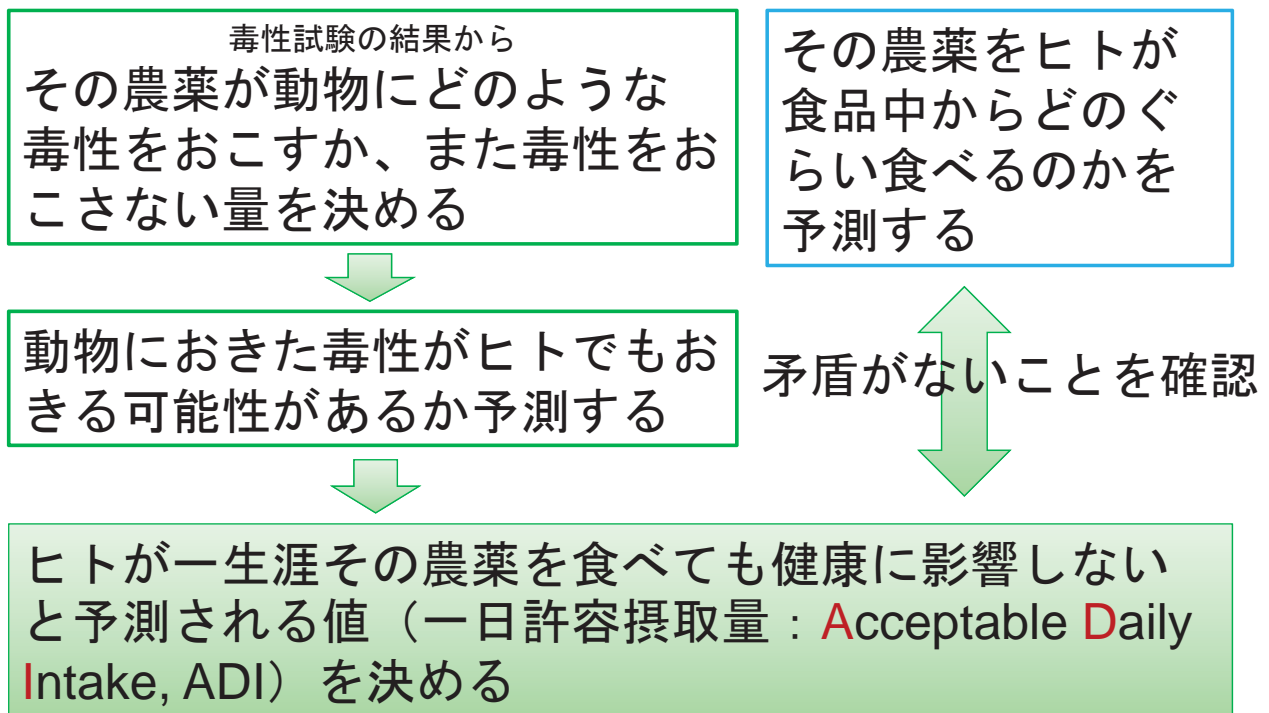 毒性試験の結果から
その農薬が動物にどのような
毒性をおこすか、また毒性をお
こさない量を決める
その農薬をヒトが
食品中からどのぐ
らい食べるのかを
予測する
動物におきた毒性がヒトでもお
きる可能性があるか予測する
矛盾がないことを確認
ヒトが一生涯その農薬を食べても健康に影響しない
と予測される値（一日許容摂取量：Acceptable Daily
Intake, ADI）を決める